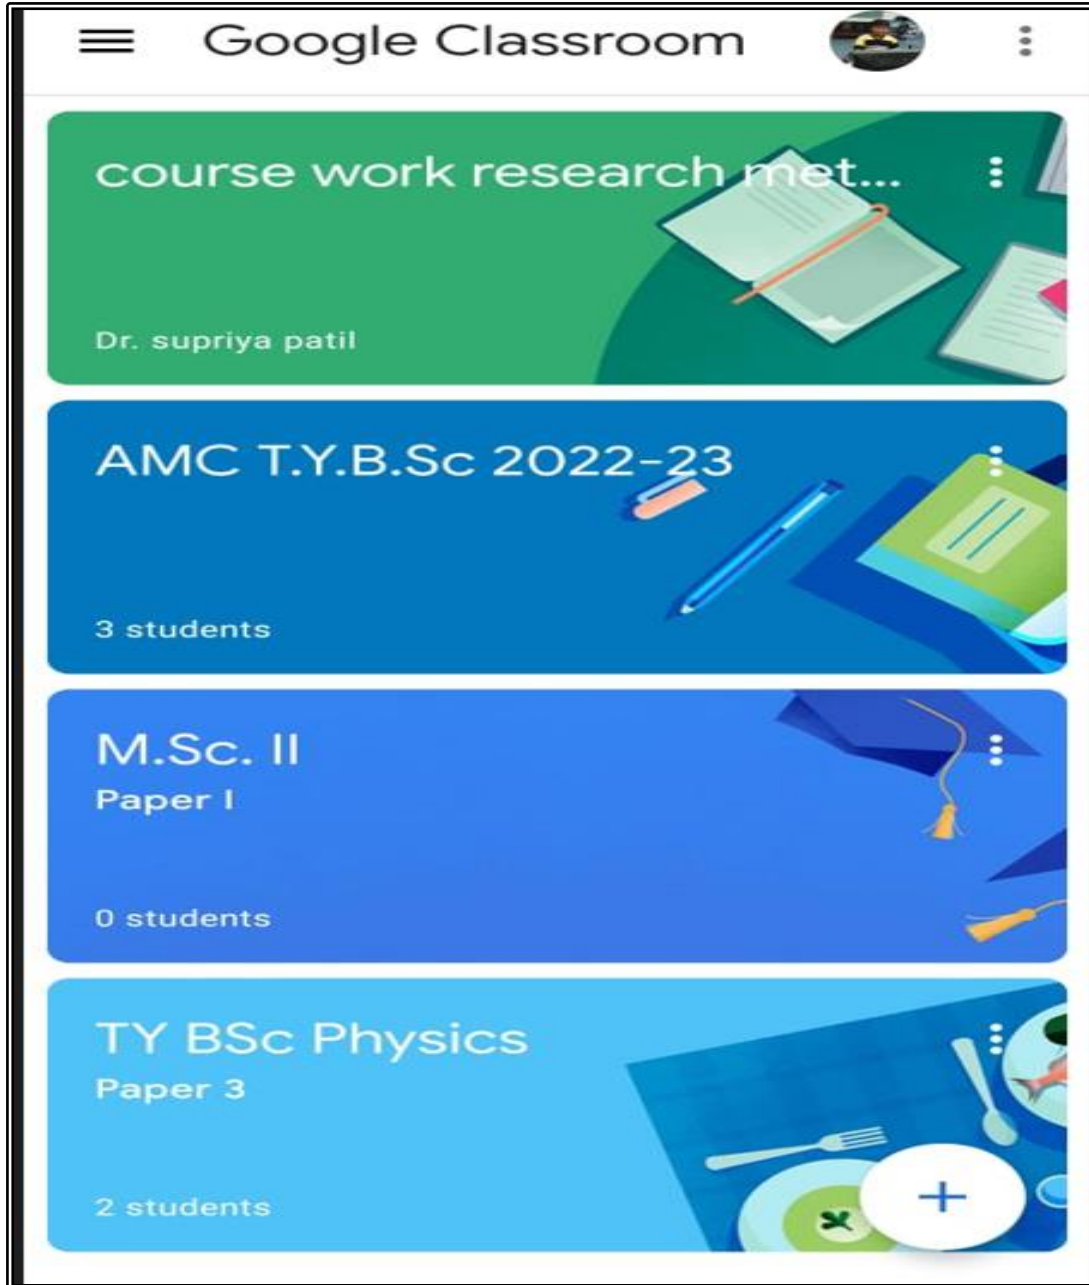 Google Classroom
course work research met...
Dr. supriya patil
AMC T.Y.B.Sc 2022-23
3 students
M.Sc. II
Paper I
0 students
TY BSc Physics
Paper 3
2 students